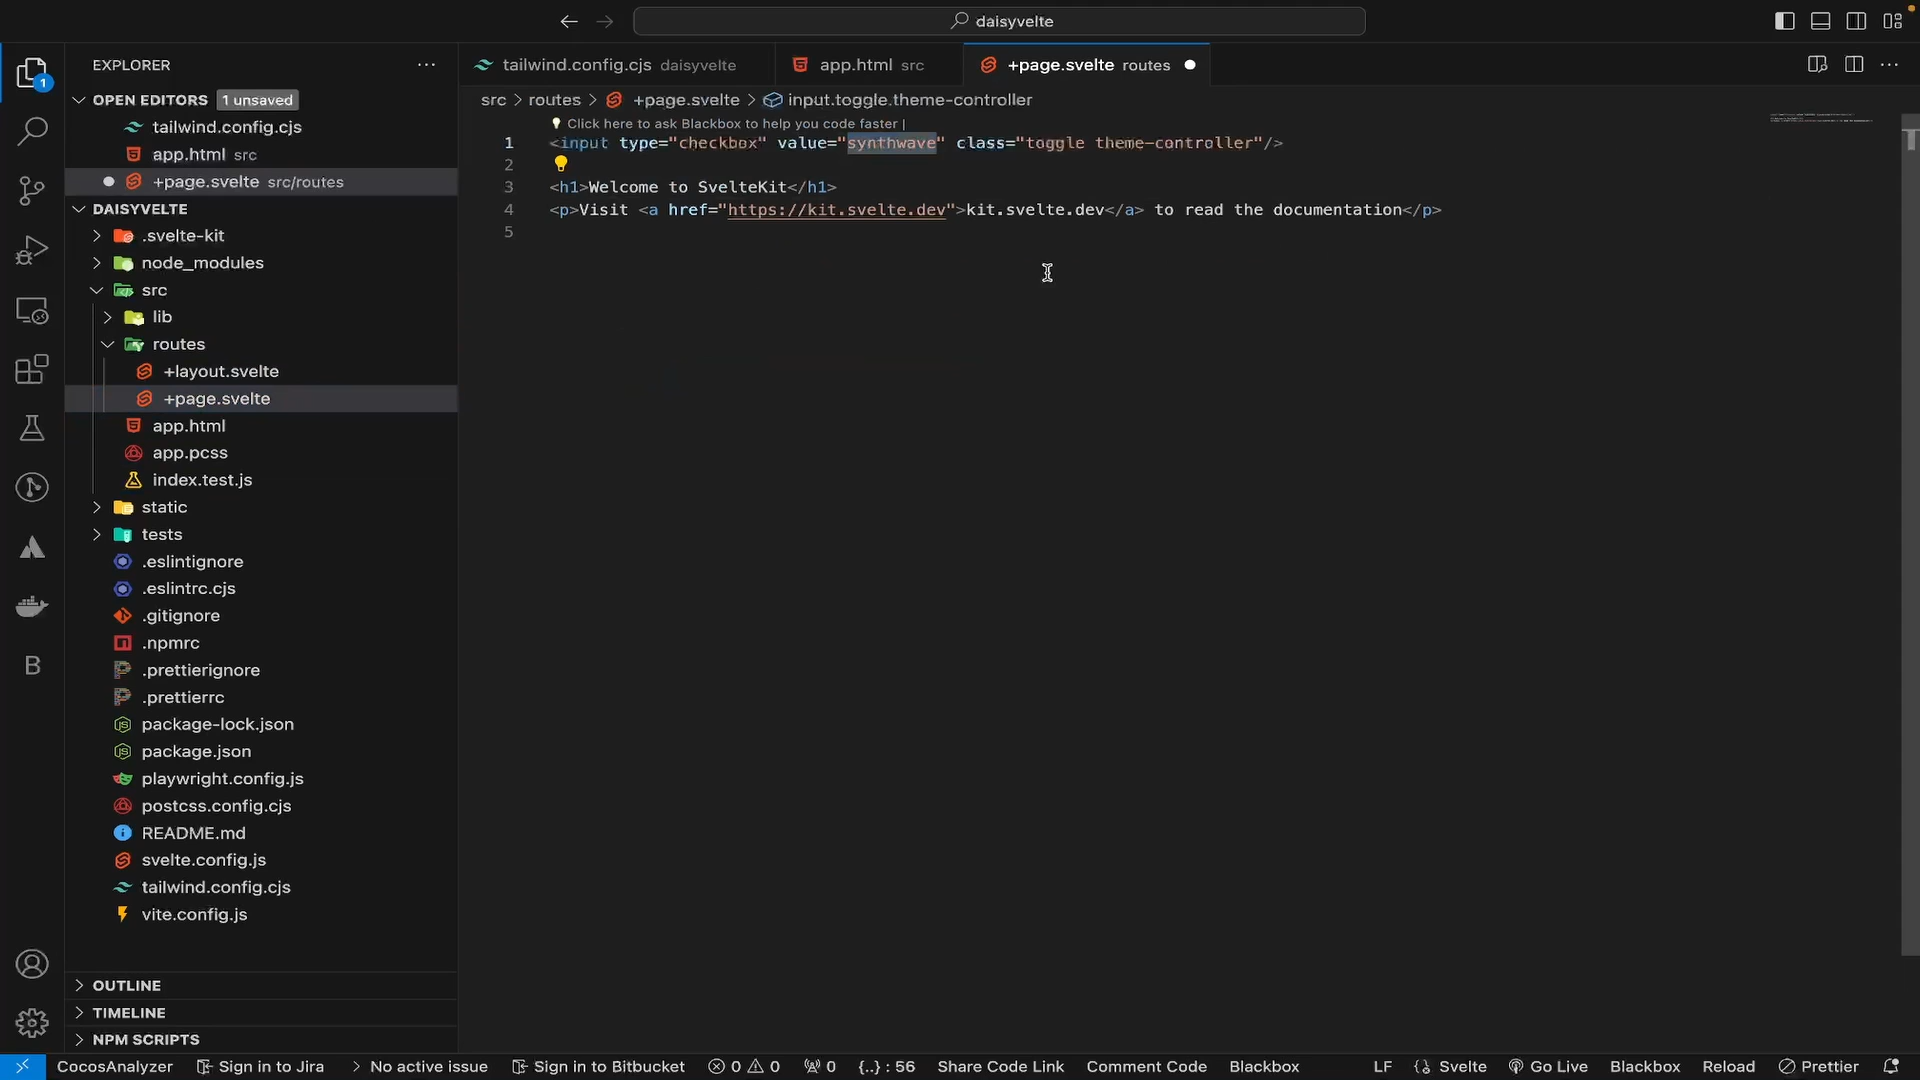 daisyvelte
EXPLORER
OPEN EDITORS 1 unsaved
tailwind.config.cjs
app.html src
+page.svelte src/routes
DAISYVELTE
.svelte-kit
node_modules
src
lib
routes
+layout.svelte
+page.svelte
app.html
app.pcss
index.test.js
static
tests
.eslintignore
.eslintrc.cjs
.gitignore
.npmrc
.prettierignore
.prettierrc
package-lock.json
package.json
playwright.config.js
postcss.config.cjs
README.md
svelte.config.js
tailwind.config.cjs
vite.config.js
OUTLINE
TIMELINE
NPM SCRIPTS
1
B
tailwind.config.cjs daisyvelte
app.html src
+page.svelte routes
src > routes > +page.svelte > input.toggle.theme-controller
Click here to ask Blackbox to help you code faster |
1 <input type="checkbox" value="synthwave" class="toggle theme-controller"/>
2
3 <h1>Welcome to SvelteKit</h1>
4 <p>Visit <a href="https://kit.svelte.dev">kit.svelte.dev</a> to read the documentation</p>
5
CocosAnalyzer Sign in to Jira > No active issue Sign in to Bitbucket 0 0 0 {..} : 56 Share Code Link Comment Code Blackbox LF Svelte Go Live Blackbox Reload Prettier